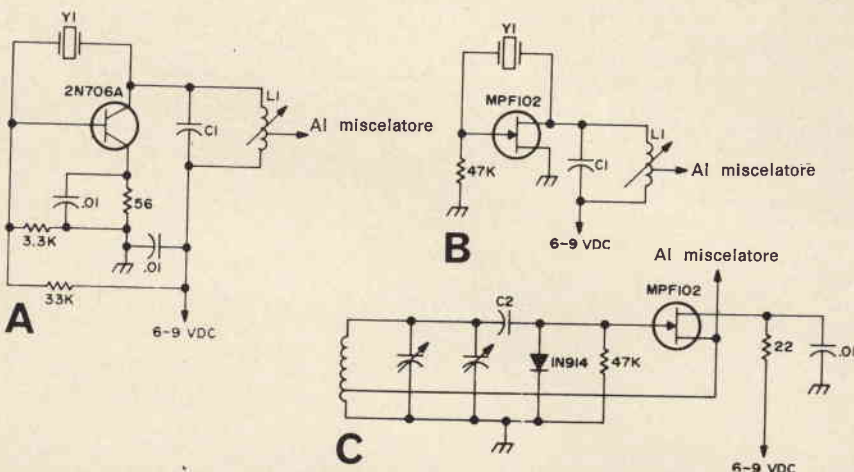 Y1
2N706A
C1
L1
Al miscelatore
.01
56
3.3K
.01
33K
A
6-9 VDC
Y1
MPF102
L1
47K
C1
Al miscelatore
B
6-9 VDC
Al miscelatore
MPF102
C2
1N914
47K
22
.01
C
6-9 VDC